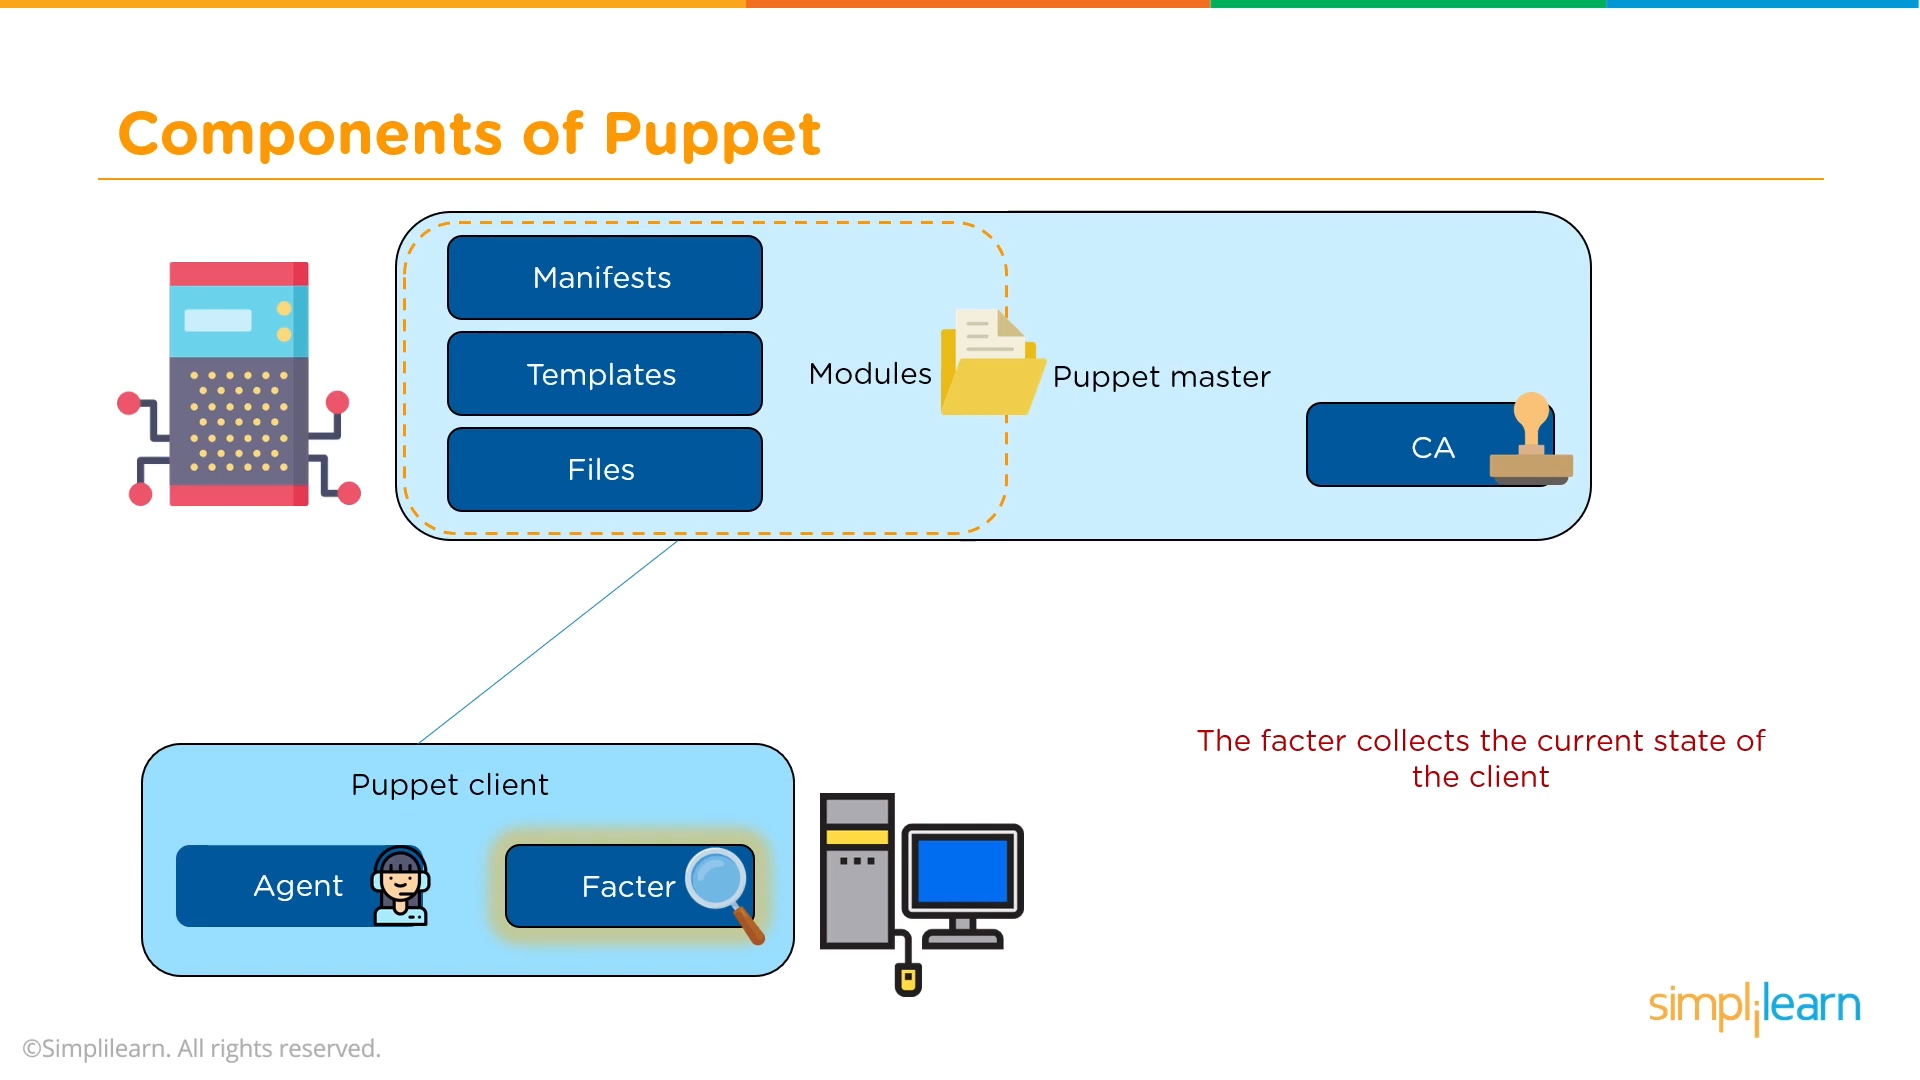 Components of Puppet
Manifests
Templates
Files
Modules
Puppet master
CA
Puppet client
Agent
Facter
The facter collects the current state of
the client
simplilearn
©Simplilearn. All rights reserved.